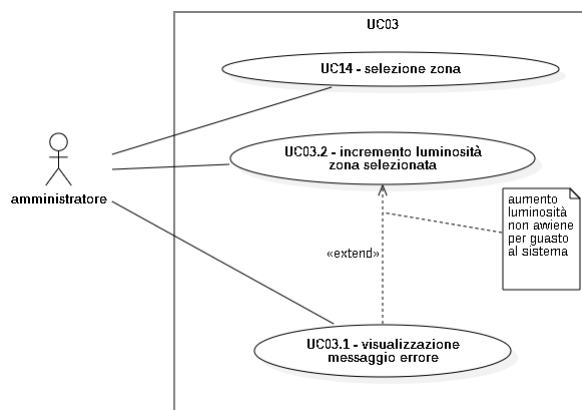 UC03
UC14 - selezione zona
UC03.2 - incremento luminosità
zona selezionata
amministratore
aumento
luminosità
non avviene
per guasto
al sistema
«extend»
UC03.1 - visualizzazione
messaggio errore